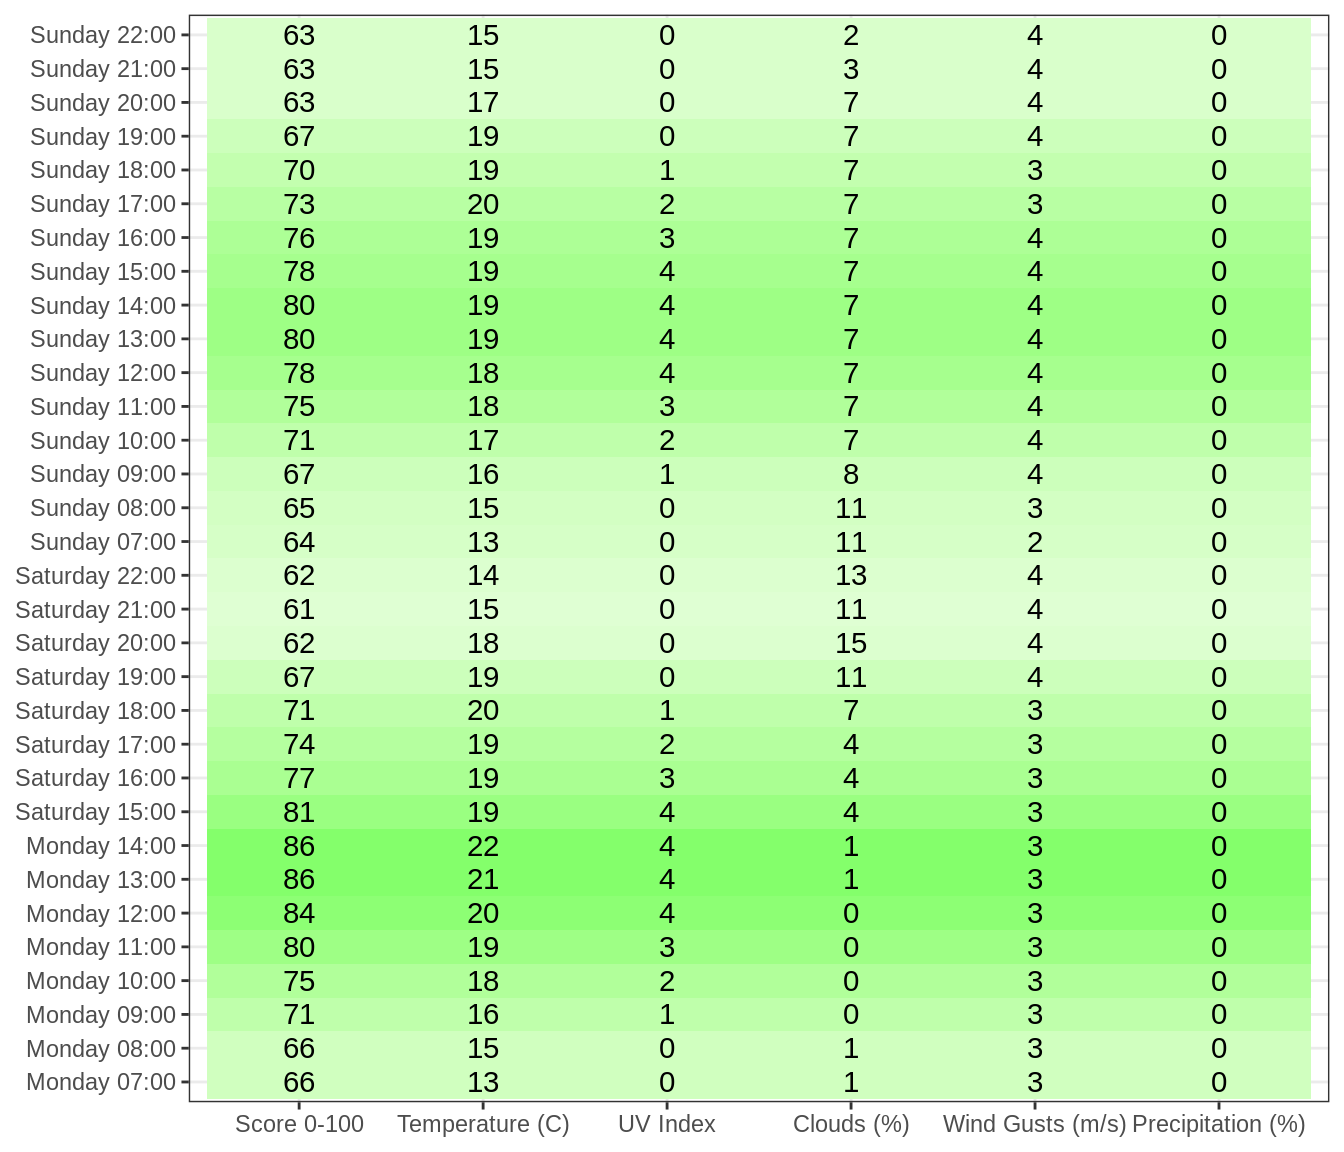 Sunday 22:00 63 15 0 2 4 0
Sunday 21:00 63 15 0 3 4 0
Sunday 20:00 63 17 0 7 4 0
Sunday 19:00 67 19 0 7 4 0
Sunday 18:00 70 19 1 7 3 0
Sunday 17:00 73 20 2 7 3 0
Sunday 16:00 76 19 3 7 4 0
Sunday 15:00 78 19 4 7 4 0
Sunday 14:00 80 19 4 7 4 0
Sunday 13:00 80 19 4 7 4 0
Sunday 12:00 78 18 4 7 4 0
Sunday 11:00 75 18 3 7 4 0
Sunday 10:00 71 17 2 7 4 0
Sunday 09:00 67 16 1 8 4 0
Sunday 08:00 65 15 0 11 3 0
Sunday 07:00 64 13 0 11 2 0
Saturday 22:00 62 14 0 13 4 0
Saturday 21:00 61 15 0 11 4 0
Saturday 20:00 62 18 0 15 4 0
Saturday 19:00 67 19 0 11 4 0
Saturday 18:00 71 20 1 7 3 0
Saturday 17:00 74 19 2 4 3 0
Saturday 16:00 77 19 3 4 3 0
Saturday 15:00 81 19 4 4 3 0
Monday 14:00 86 22 4 1 3 0
Monday 13:00 86 21 4 1 3 0
Monday 12:00 84 20 4 0 3 0
Monday 11:00 80 19 3 0 3 0
Monday 10:00 75 18 2 0 3 0
Monday 09:00 71 16 1 0 3 0
Monday 08:00 66 15 0 1 3 0
Monday 07:00 66 13 0 1 3 0
Score 0-100 Temperature (C) UV Index Clouds (%) Wind Gusts (m/s) Precipitation (%)